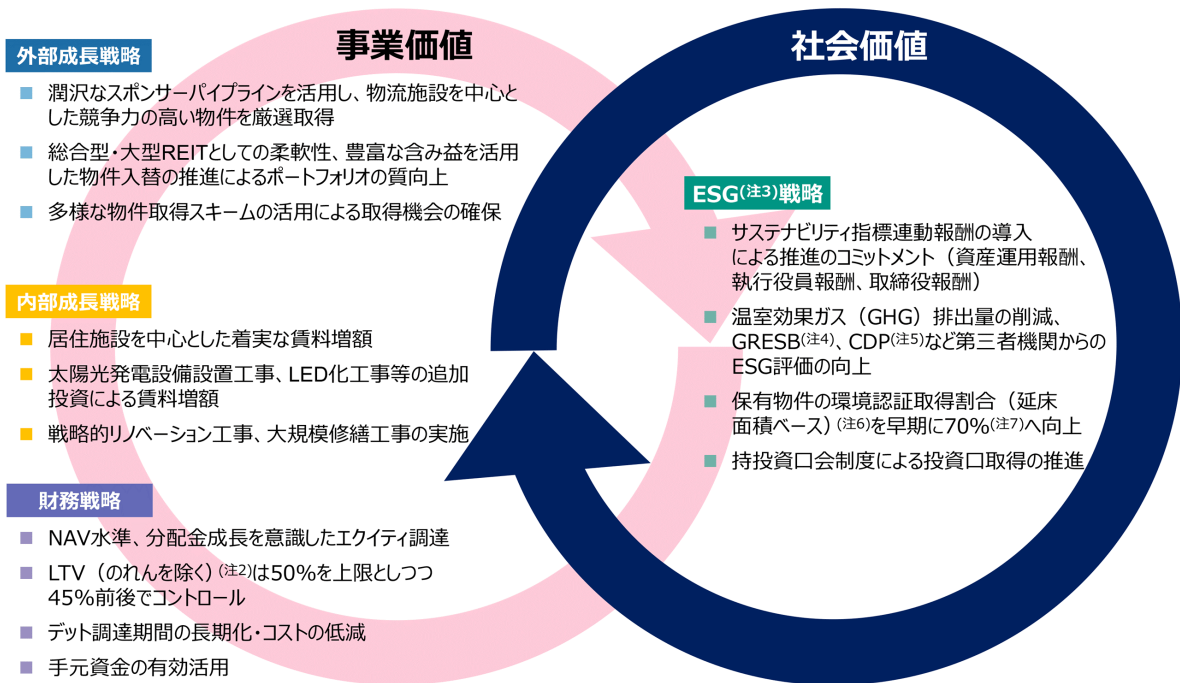 事業価値
社会価値
外部成長戦略
■ 潤沢なスポンサーパイプラインを活用し、物流施設を中心と
した競争力の高い物件を厳選取得
■ 総合型・大型REITとしての柔軟性、豊富な含み益を活用
した物件入替の推進によるポートフォリオの質向上
■ 多様な物件取得スキームの活用による取得機会の確保
内部成長戦略
■ 居住施設を中心とした着実な賃料増額
■ 太陽光発電設備設置工事、LED化工事等の追加
投資による賃料増額
■ 戦略的リノベーション工事、大規模修繕工事の実施
財務戦略
■ NAV水準、分配金成長を意識したエクイティ調達
■ LTV（のれんを除く）(注2)は50%を上限としつつ
45%前後でコントロール
■ デット調達期間の長期化・コストの低減
■ 手元資金の有効活用
ESG(注3)戦略
■ サステナビリティ指標連動報酬の導入
による推進のコミットメント（資産運用報酬、
執行役員報酬、取締役報酬）
■ 温室効果ガス（GHG）排出量の削減、
GRESB(注4)、CDP(注5)など第三者機関からの
ESG評価の向上
■ 保有物件の環境認証取得割合（延床
面積ベース）(注6)を早期に70%(注7)へ向上
■ 持投資口会制度による投資口取得の推進